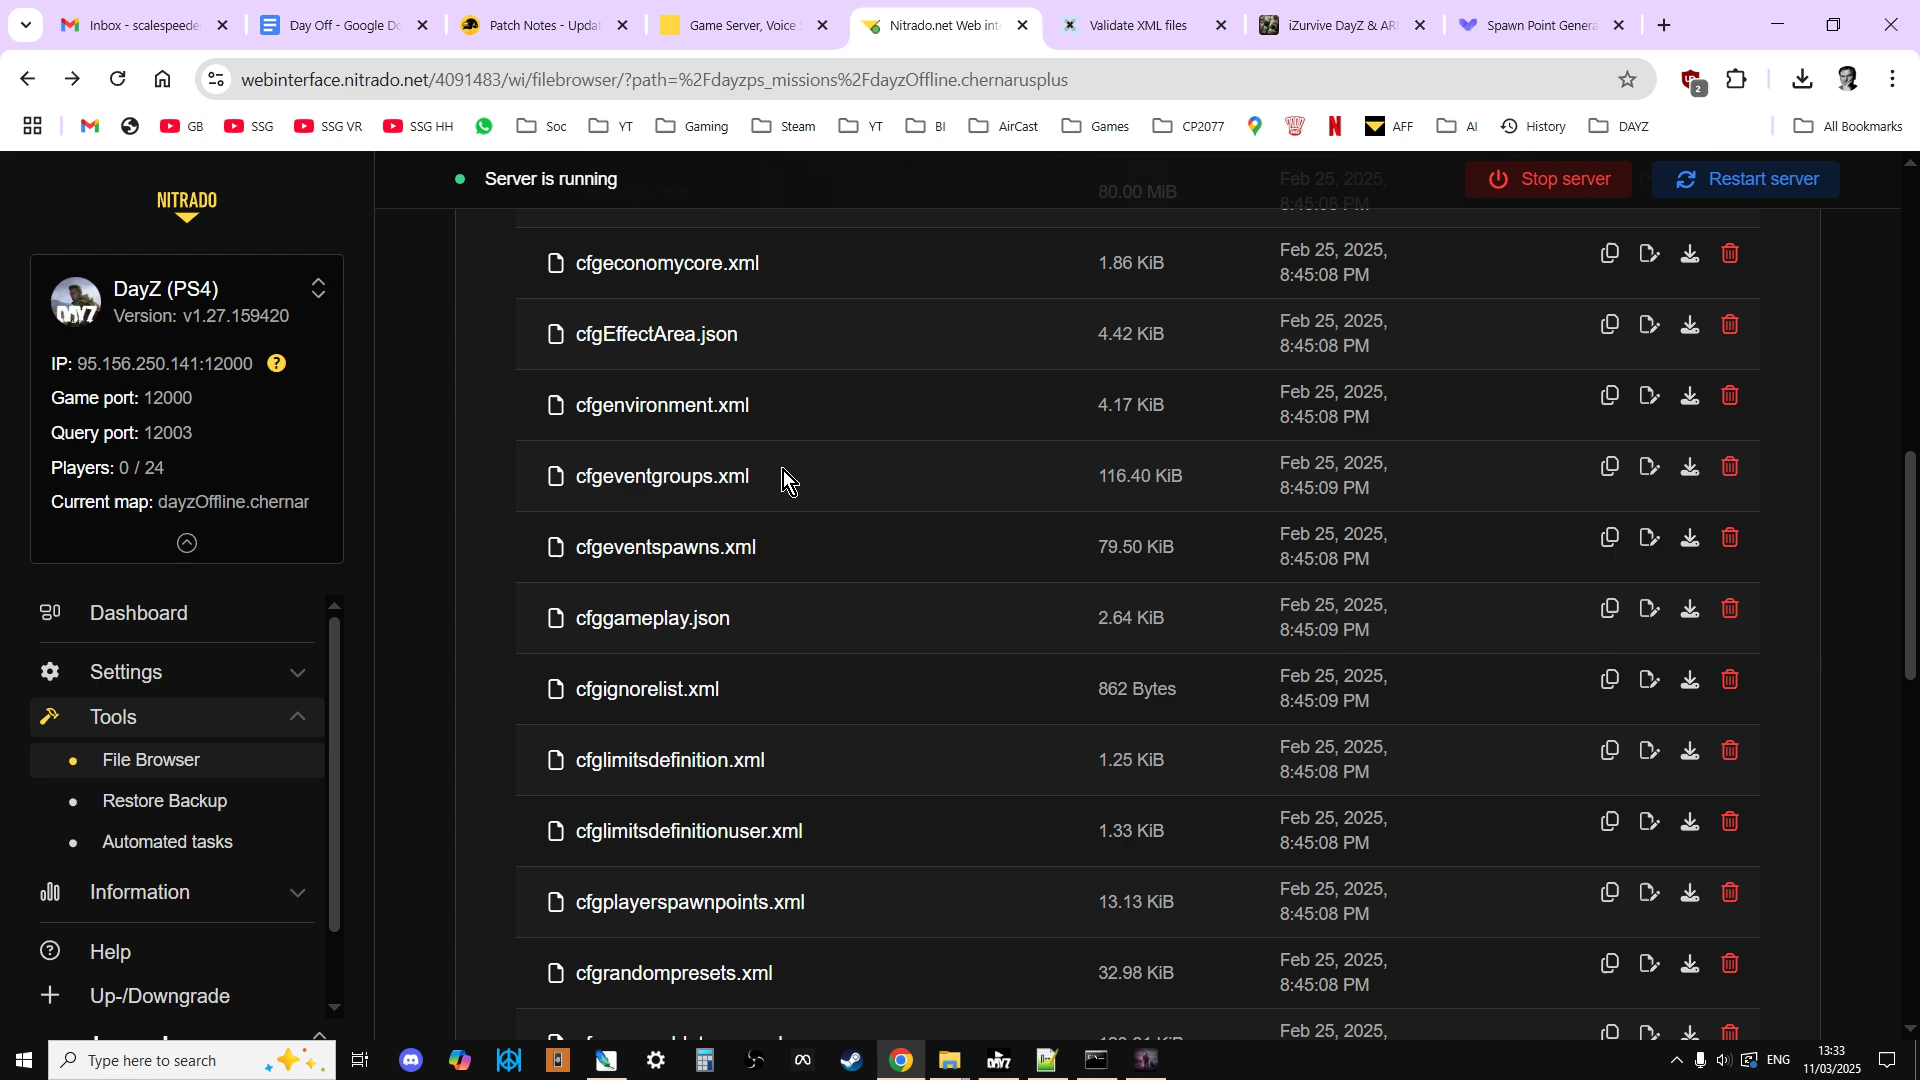 Inbox - scalespeede
Day Off - Google Do
Patch Notes - Updat
Game Server, Voice
Nitrado.net Web int
Validate XML files
iZurvive DayZ & AR
Spawn Point Genera
webinterface.nitrado.net/4091483/wi/filebrowser/?path=%2Fdayzps_missions%2FdayzOffline.chernarusplus
2
GB
SSG
SSG VR
SSG HH
Soc
YT
Gaming
Steam
YT
BI
AirCast
Games
CP2077
N
AFF
AI
History
DAYZ
All Bookmarks
NITRADO
DayZ (PS4)
Version: v1.27.159420
IP: 95.156.250.141:12000 ?
Game port: 12000
Query port: 12003
Players: 0 / 24
Current map: dayzOffline.chernar
Dashboard
Settings
Tools
File Browser
Restore Backup
Automated tasks
Information
Help
Up-/Downgrade
Server is running
Stop server
Restart server
80.00 MiB
Feb 25, 2025,
8:45:08 PM
cfgeconomycore.xml
1.86 KiB
Feb 25, 2025,
8:45:08 PM
cfgEffectArea.json
4.42 KiB
Feb 25, 2025,
8:45:08 PM
cfgenvironment.xml
4.17 KiB
Feb 25, 2025,
8:45:08 PM
cfgeventgroups.xml
116.40 KiB
Feb 25, 2025,
8:45:09 PM
cfgeventspawns.xml
79.50 KiB
Feb 25, 2025,
8:45:08 PM
cfggameplay.json
2.64 KiB
Feb 25, 2025,
8:45:09 PM
cfgignorelist.xml
862 Bytes
Feb 25, 2025,
8:45:09 PM
cfglimitsdefinition.xml
1.25 KiB
Feb 25, 2025,
8:45:08 PM
cfglimitsdefinitionuser.xml
1.33 KiB
Feb 25, 2025,
8:45:08 PM
cfgplayerspawnpoints.xml
13.13 KiB
Feb 25, 2025,
8:45:08 PM
cfgrandompresets.xml
32.98 KiB
Feb 25, 2025,
8:45:08 PM
Feb 25, 2025,
Type here to search
DAYZ
ENG
13:33
11/03/2025